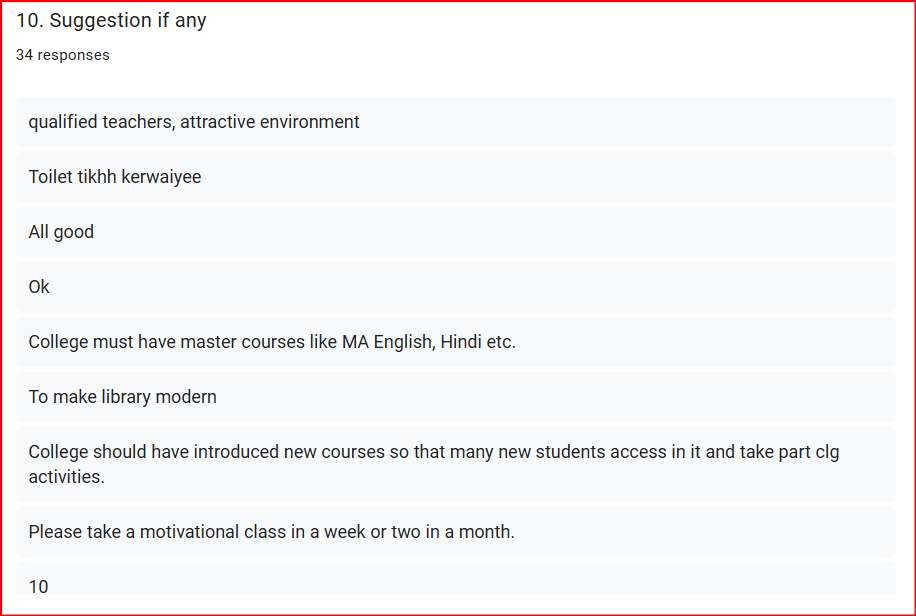 10. Suggestion if any
34 responses
qualified teachers, attractive environment
Toilet tikhh kerwaiyee
All good
Ok
College must have master courses like MA English, Hindi etc.
To make library modern
College should have introduced new courses so that many new students access in it and take part clg
activities.
Please take a motivational class in a week or two in a month.
10